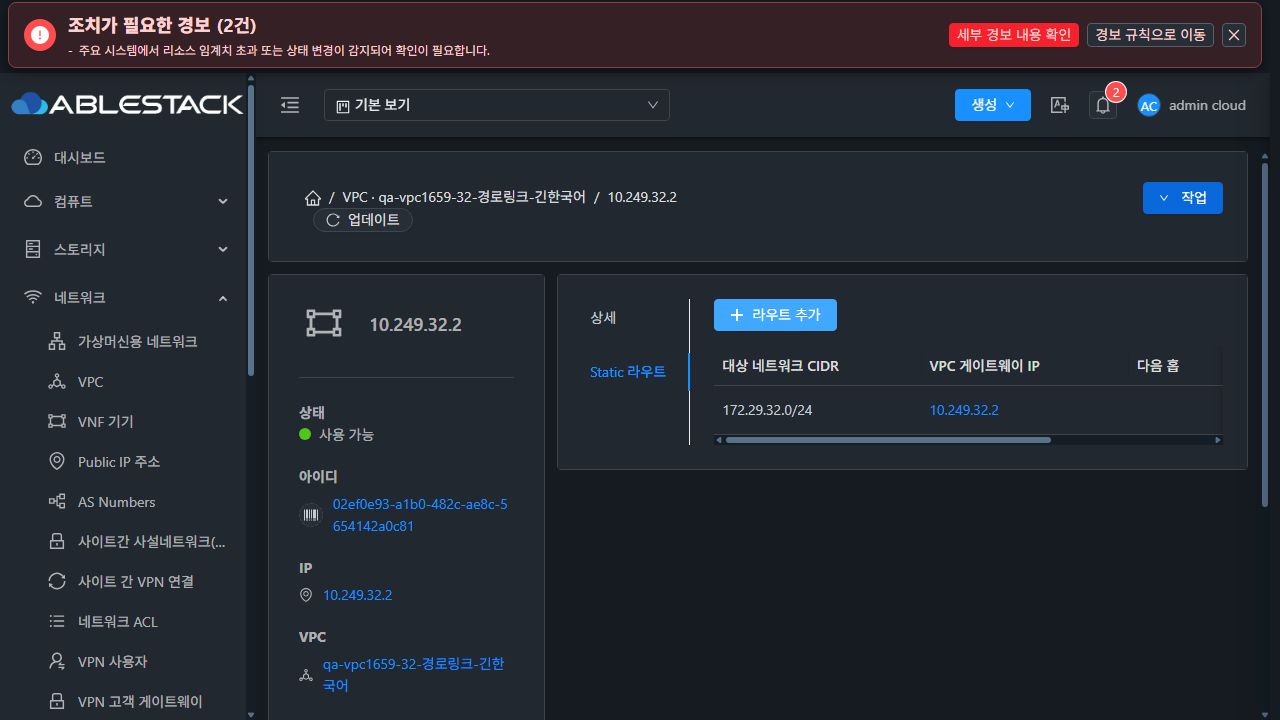 조치가 필요한 경보 (2건)
- 주요 시스템에서 리소스 임계치 초과 또는 상태 변경이 감지되어 확인이 필요합니다.
세부 경보 내용 확인
경보 규칙으로 이동
ABLESTACK
기본 보기
생성
2
AC
admin cloud
대시보드
컴퓨트
스토리지
네트워크
가상머신용 네트워크
VPC
VNF 기기
Public IP 주소
AS Numbers
사이트간 사설네트워크(...
사이트 간 VPN 연결
네트워크 ACL
VPN 사용자
VPN 고객 게이트웨이
/ VPC · qa-vpc1659-32-경로링크-긴한국어 / 10.249.32.2
업데이트
작업
10.249.32.2
상태
사용 가능
아이디
02ef0e93-a1b0-482c-ae8c-5
654142a0c81
IP
10.249.32.2
VPC
qa-vpc1659-32-경로링크-긴한
국어
상세
Static 라우트
라우트 추가
대상 네트워크 CIDR
VPC 게이트웨이 IP
다음 홉
172.29.32.0/24
10.249.32.2